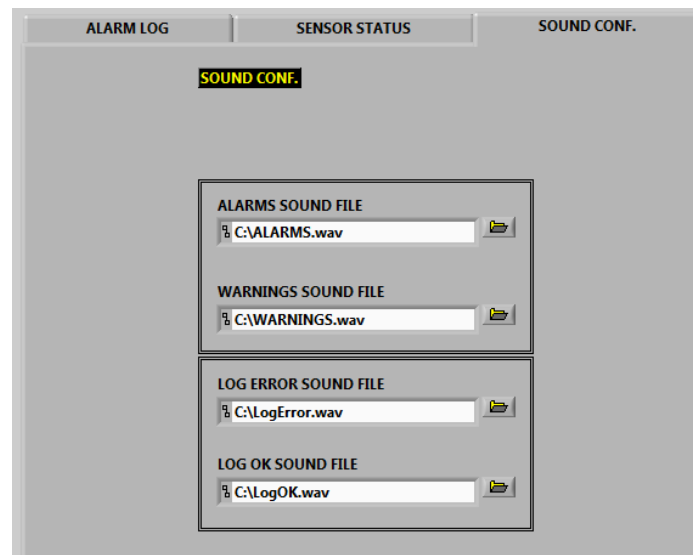 ALARM LOG SENSOR STATUS SOUND CONF.
SOUND CONF.
ALARMS SOUND FILE
C:\ALARMS.wav
WARNINGS SOUND FILE
C:\WARNINGS.wav
LOG ERROR SOUND FILE
C:\LogError.wav
LOG OK SOUND FILE
C:\LogOK.wav